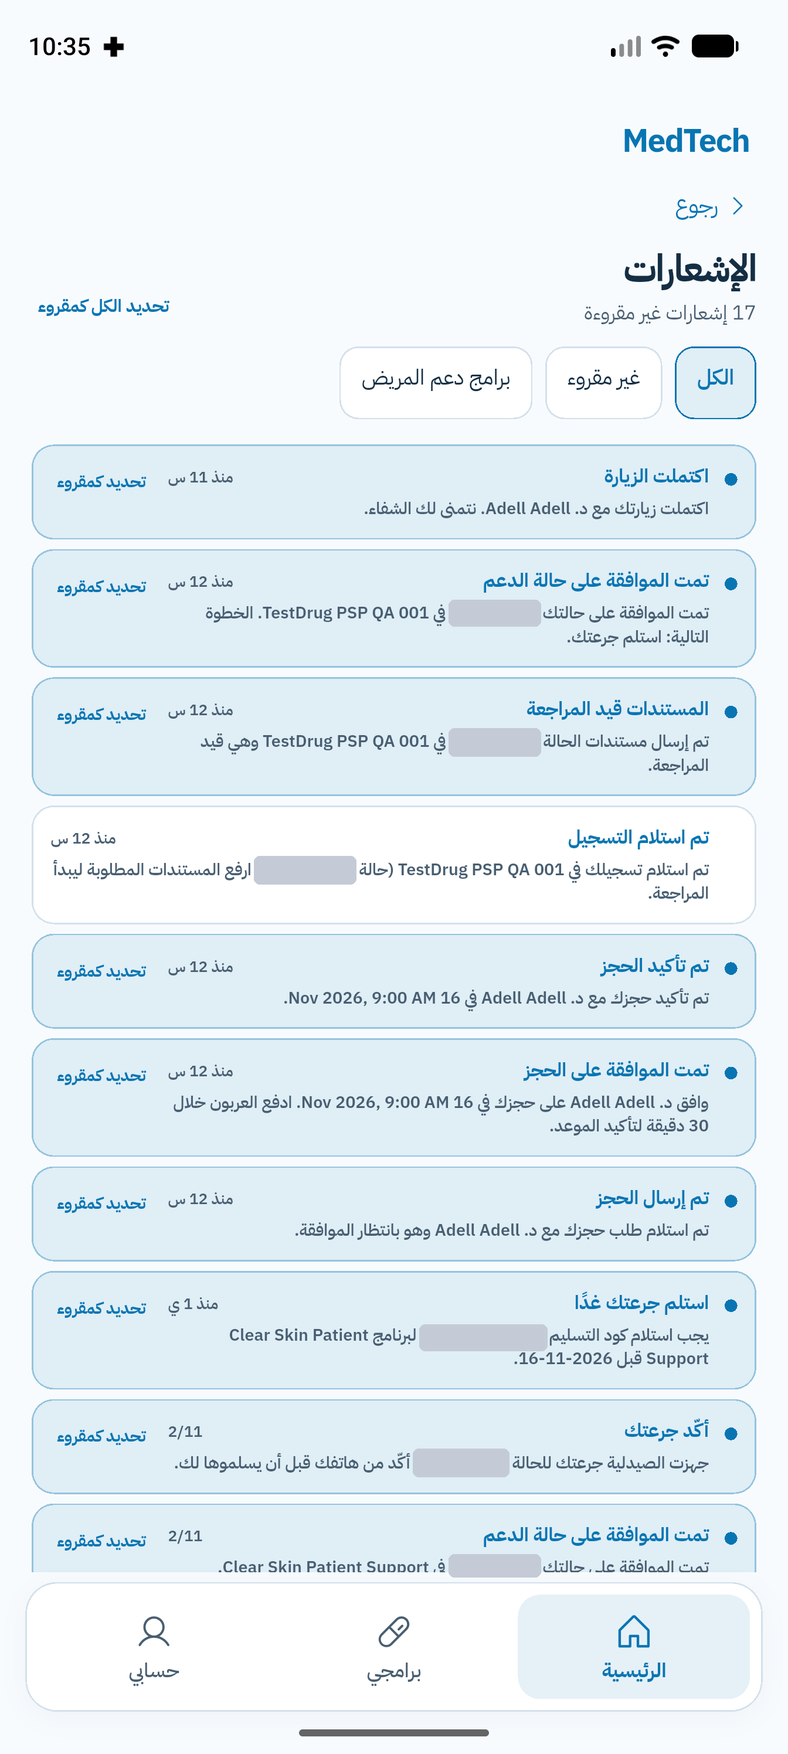 10:35
MedTech
رجوع
الإشعارات
17 إشعارات غير مقروءة
تحديد الكل كمقروء
الكل
غير مقروء
برامج دعم المريض
اكتملت الزيارة
منذ 11 س
تحديد كمقروء
اكتملت زيارتك مع د. Adell Adell. نتمنى لك الشفاء.
تمت الموافقة على حالة الدعم
منذ 12 س
تحديد كمقروء
تمت الموافقة على حالتك في TestDrug PSP QA 001. الخطوة
التالية: استلم جرعتك.
المستندات قيد المراجعة
منذ 12 س
تحديد كمقروء
تم إرسال مستندات الحالة في TestDrug PSP QA 001 وهي قيد
المراجعة.
تم استلام التسجيل
منذ 12 س
تم استلام تسجيلك في TestDrug PSP QA 001 (حالة ارفع المستندات المطلوبة ليبدأ
المراجعة.
تم تأكيد الحجز
منذ 12 س
تحديد كمقروء
تم تأكيد حجزك مع د. Adell Adell في 16 Nov 2026, 9:00 AM.
تمت الموافقة على الحجز
منذ 12 س
تحديد كمقروء
وافق د. Adell Adell على حجزك في 16 Nov 2026, 9:00 AM. ادفع العربون خلال
30 دقيقة لتأكيد الموعد.
تم إرسال الحجز
منذ 12 س
تحديد كمقروء
تم استلام طلب حجزك مع د. Adell Adell وهو بانتظار الموافقة.
استلم جرعتك غدًا
منذ 1 ي
تحديد كمقروء
يجب استلام كود التسليم لبرنامج Clear Skin Patient
Support قبل 2026-11-16.
أكّد جرعتك
2/11
تحديد كمقروء
جهزت الصيدلية جرعتك للحالة أكّد من هاتفك قبل أن يسلموها لك.
تمت الموافقة على حالة الدعم
2/11
تحديد كمقروء
تمت الموافقة على حالتك في Clear Skin Patient Support.
الرئيسية
برامجي
حسابي